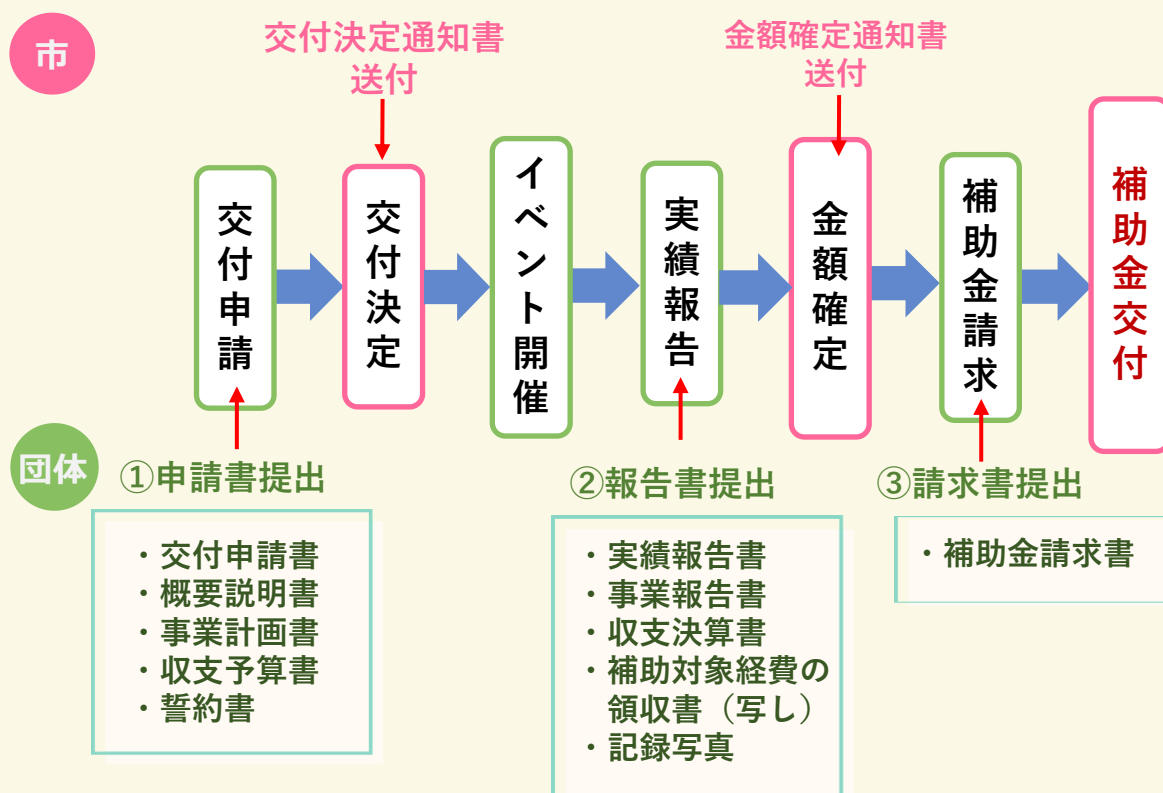 市
交付決定通知書
送付
金額確定通知書
送付
交付申請
交付決定
イベント開催
実績報告
金額確定
補助金請求
補助金交付
団体
①申請書提出
・交付申請書
・概要説明書
・事業計画書
・収支予算書
・誓約書
②報告書提出
・実績報告書
・事業報告書
・収支決算書
・補助対象経費の
領収書（写し）
・記録写真
③請求書提出
・補助金請求書